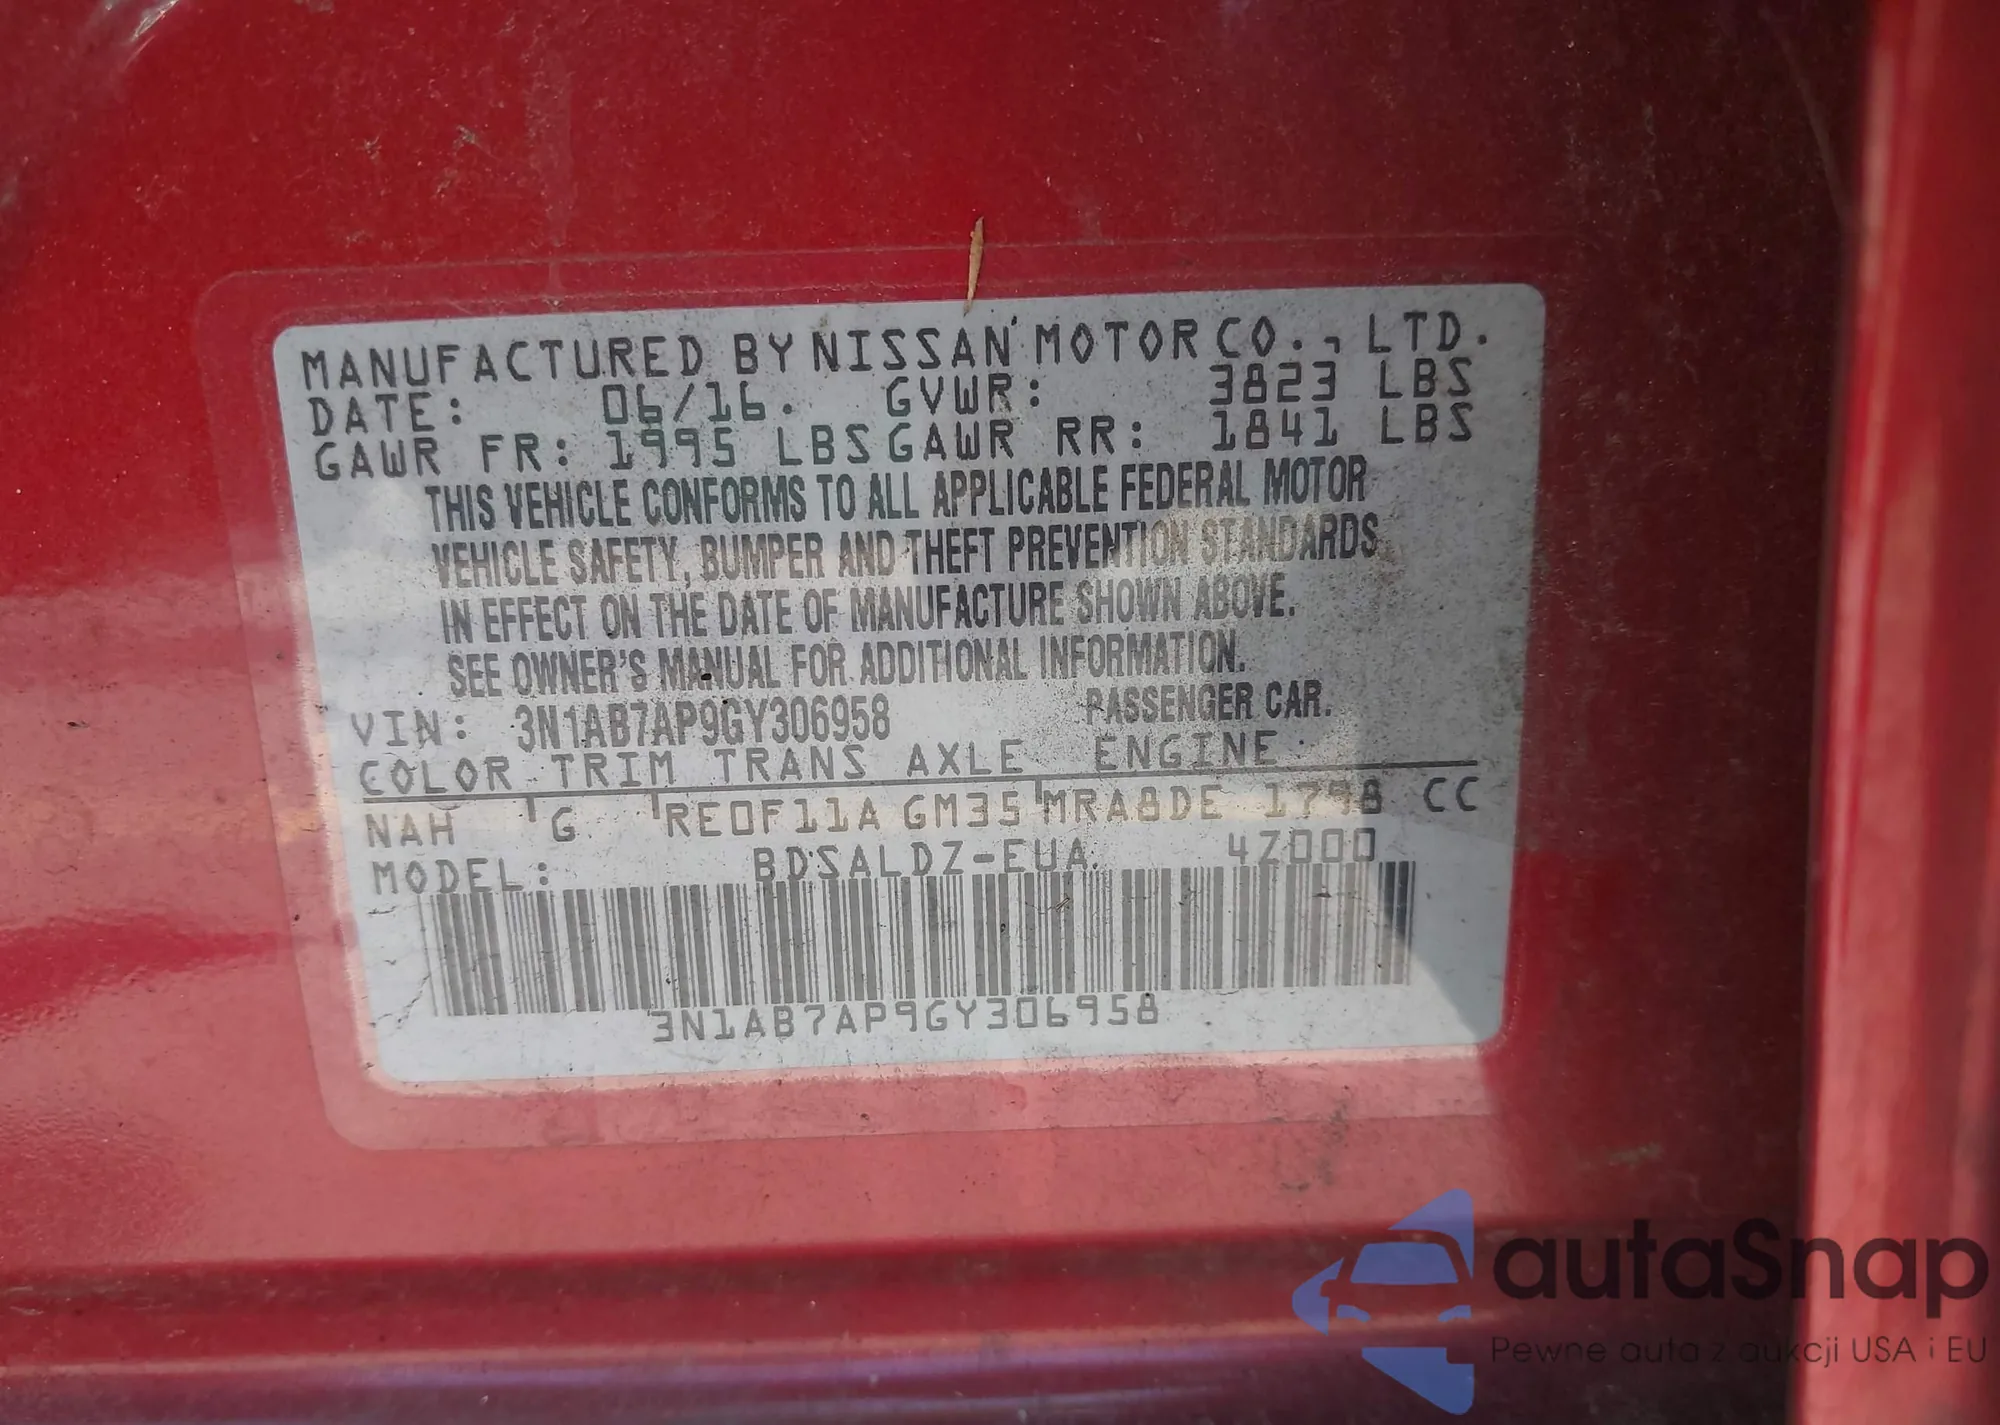 MANUFACTURED BY NISSAN MOTOR CO., LTD.
DATE: 06/16. GVWR: 3823 LBS
GAWR FR: 1995 LBS GAWR RR: 1841 LBS
THIS VEHICLE CONFORMS TO ALL APPLICABLE FEDERAL MOTOR
VEHICLE SAFETY, BUMPER AND THEFT PREVENTION STANDARDS
IN EFFECT ON THE DATE OF MANUFACTURE SHOWN ABOVE.
SEE OWNER'S MANUAL FOR ADDITIONAL INFORMATION.
VIN: 3N1AB7AP9GY306958 PASSENGER CAR.
COLOR TRIM TRANS AXLE ENGINE
NAH G RE0F11A GM35 MRA8DE 1798 CC
MODEL: BDSALDZ-EUA 4Z000
3N1AB7AP9GY306958
autaSnap
Pewne auta z aukcji USA i EU